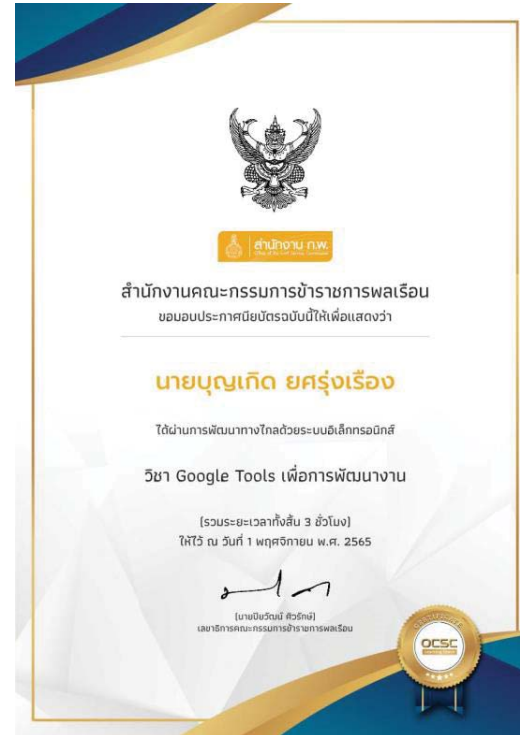 สำนักงาน ก.พ.
สำนักงานคณะกรรมการข้าราชการพลเรือน
ขอมอบประกาศนียบัตรฉบับนี้ให้เพื่อแสดงว่า
นายบุญเกิด ยศรุ่งเรือง
ได้ผ่านการพัฒนาทางไกลด้วยระบบอิเล็กทรอนิกส์
วิชา Google Tools เพื่อการพัฒนางาน
(รวมระยะเวลาทั้งสิ้น 3 ชั่วโมง)
ให้ไว้ ณ วันที่ 1 พฤศจิกายน พ.ศ. 2565
(นายปิยวัฒน์ ศิวรักษ์)
เลขาธิการคณะกรรมการข้าราชการพลเรือน
OCSC